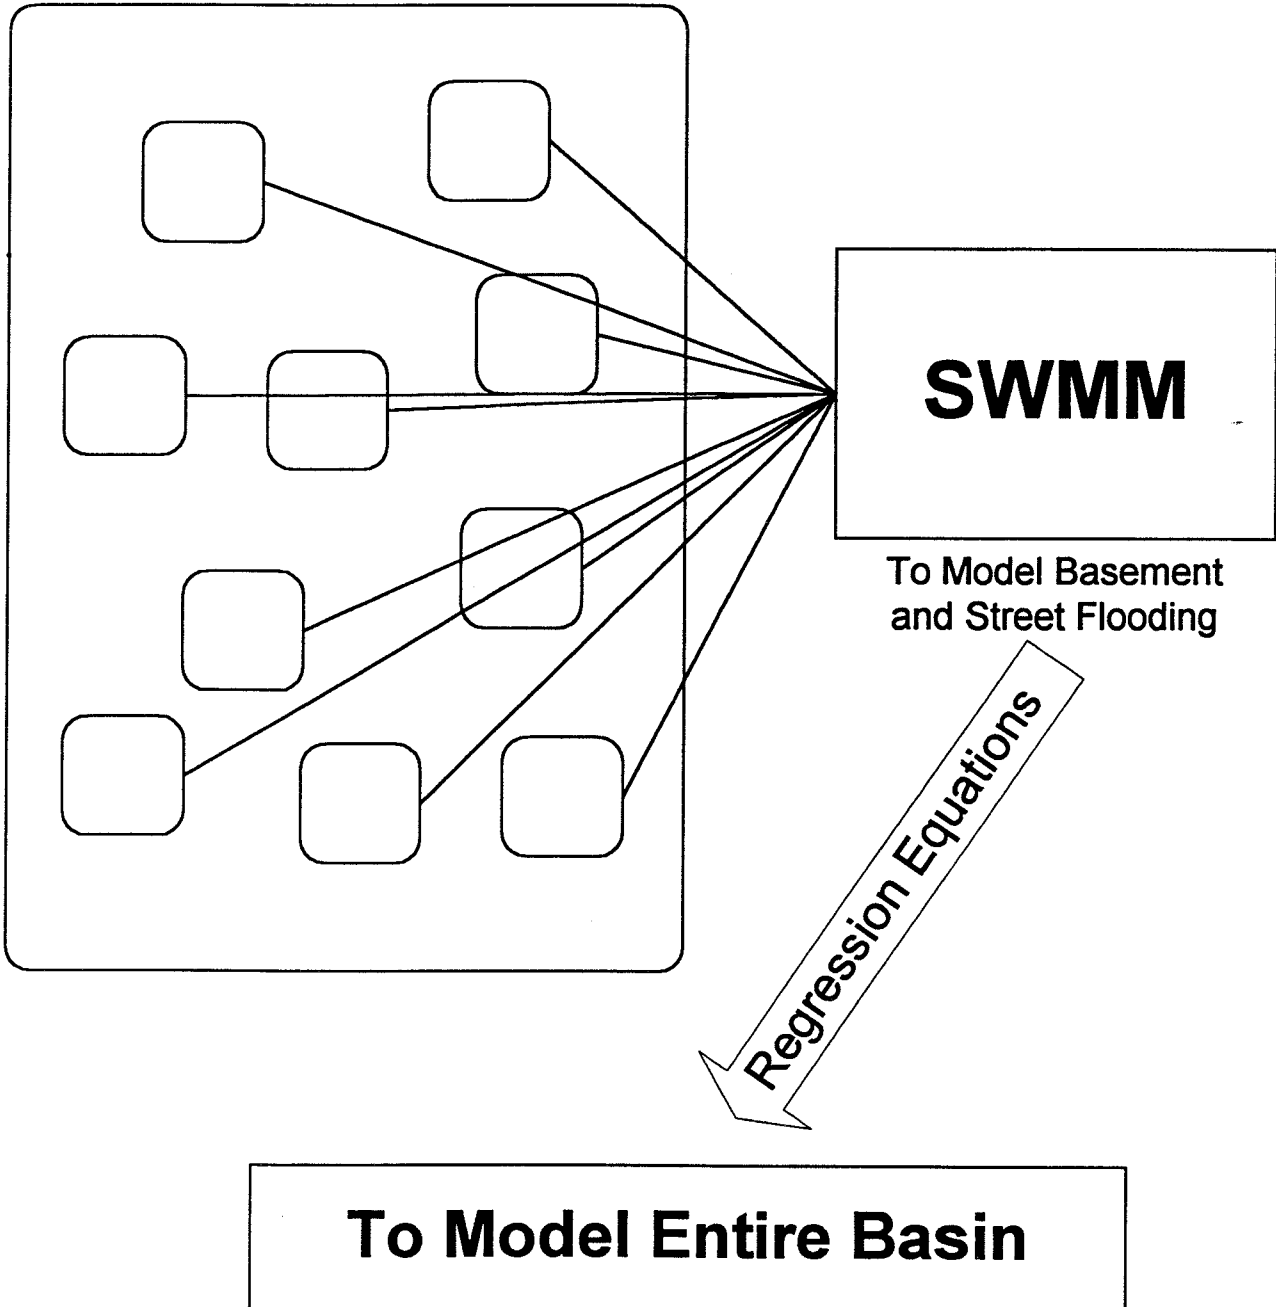 SWMM
To Model Basement
and Street Flooding
Regression Equations
To Model Entire Basin